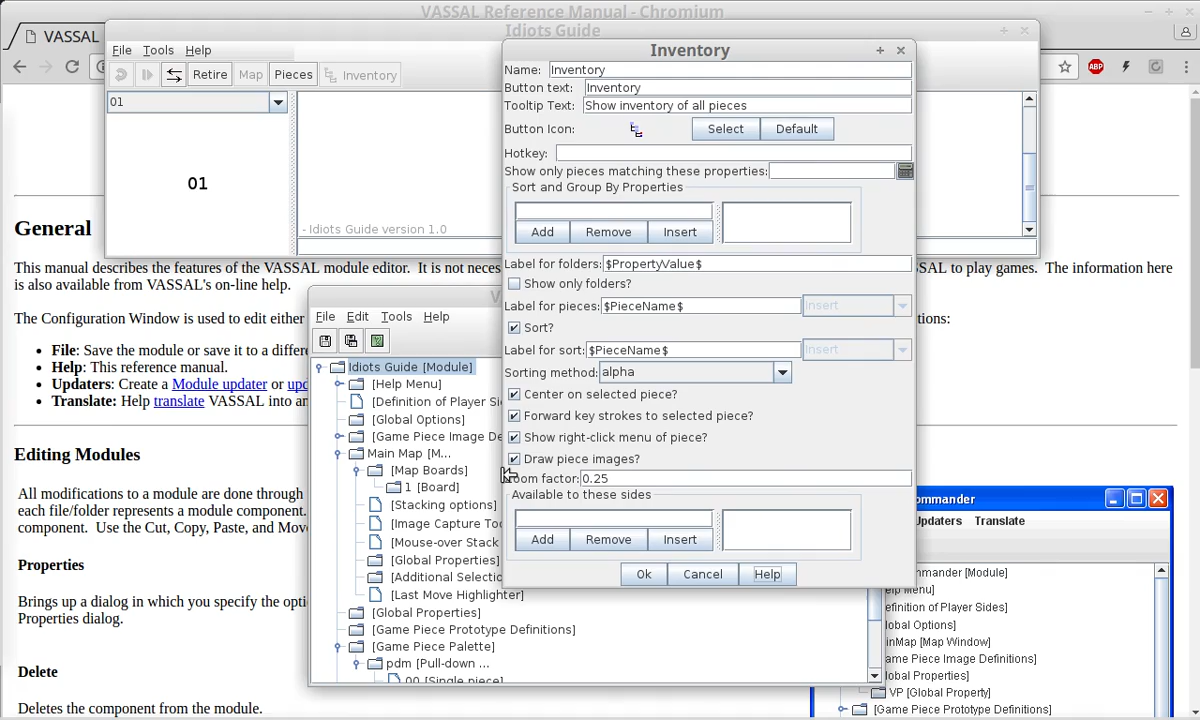 VASSAL Reference Manual - Chromium
VASSAL
Idiots Guide
File Tools Help
Retire Map Pieces Inventory
01
01
- Idiots Guide version 1.0
General
This manual describes the features of the VASSAL module editor. It is not neces
SAL to play games. The information here
is also available from VASSAL's on-line help.
The Configuration Window is used to edit either
tions:
File: Save the module or save it to a differe
Help: This reference manual.
Updaters: Create a Module updater or upd
Translate: Help translate VASSAL into an
Editing Modules
All modifications to a module are done through
each file/folder represents a module component.
component. Use the Cut, Copy, Paste, and Mov
Properties
Brings up a dialog in which you specify the opti
Properties dialog.
Delete
Deletes the component from the module.
File Edit Tools Help
Idiots Guide [Module]
[Help Menu]
[Definition of Player Si
[Global Options]
[Game Piece Image De
Main Map [M...
[Map Boards]
1 [Board]
[Stacking options]
[Image Capture Too
[Mouse-over Stack
[Global Properties]
[Additional Selectio
[Last Move Highlighter]
[Global Properties]
[Game Piece Prototype Definitions]
[Game Piece Palette]
pdm [Pull-down ...
00 [Single piece]
Inventory
Name: Inventory
Button text: Inventory
Tooltip Text: Show inventory of all pieces
Button Icon: Select Default
Hotkey:
Show only pieces matching these properties:
Sort and Group By Properties
Add Remove Insert
Label for folders: $PropertyValue$
Show only folders?
Label for pieces: $PieceName$ Insert
Sort?
Label for sort: $PieceName$ Insert
Sorting method: alpha
Center on selected piece?
Forward key strokes to selected piece?
Show right-click menu of piece?
Draw piece images?
oom factor: 0.25
Available to these sides
Add Remove Insert
Ok Cancel Help
ABP
ommander
Updaters Translate
mmander [Module]
elp Menu]
efinition of Player Sides]
lobal Options]
inMap [Map Window]
ame Piece Image Definitions]
lobal Properties]
VP [Global Property]
[Game Piece Prototype Definitions]